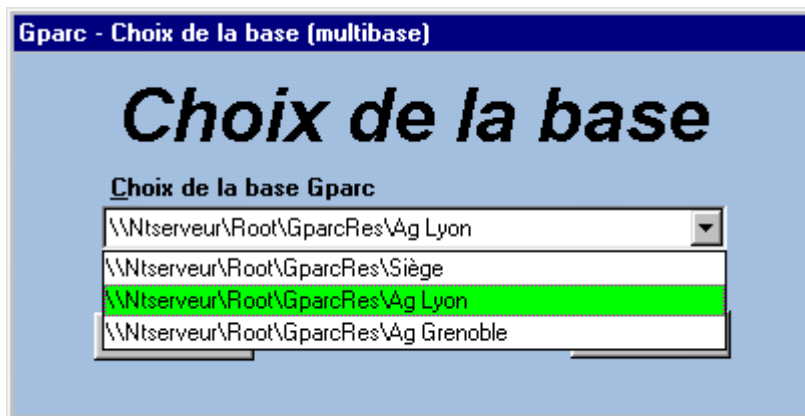 Gparc - Choix de la base (multibase)
Choix de la base
Choix de la base Gparc
\\Ntserveur\Root\GparcRes\Ag Lyon
\\Ntserveur\Root\GparcRes\Siège
\\Ntserveur\Root\GparcRes\Ag Lyon
\\Ntserveur\Root\GparcRes\Ag Grenoble